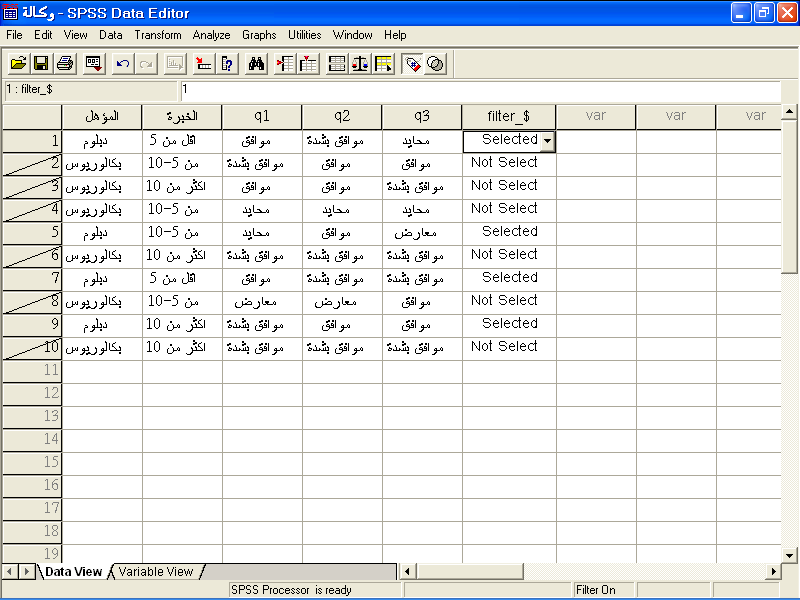 وكالة - SPSS Data Editor
File Edit View Data Transform Analyze Graphs Utilities Window Help
1 : filter_$ 1
المؤهل الخبرة q1 q2 q3 filter_$ var var var
1 دبلوم اقل من 5 موافق موافق بشدة محايد Selected
2 بكالوريوس من 5-10 موافق بشدة موافق موافق Not Select
3 بكالوريوس اكثر من 10 موافق موافق موافق بشدة Not Select
4 بكالوريوس من 5-10 محايد محايد محايد Not Select
5 دبلوم من 5-10 محايد موافق معارض Selected
6 بكالوريوس اكثر من 10 موافق بشدة موافق بشدة موافق بشدة Not Select
7 دبلوم اقل من 5 موافق موافق بشدة موافق بشدة Selected
8 بكالوريوس من 5-10 معارض معارض موافق Not Select
9 دبلوم اكثر من 10 موافق بشدة موافق موافق Selected
10 بكالوريوس اكثر من 10 موافق بشدة موافق بشدة موافق بشدة Not Select
11
12
13
14
15
16
17
18
19
Data View Variable View
SPSS Processor is ready Filter On